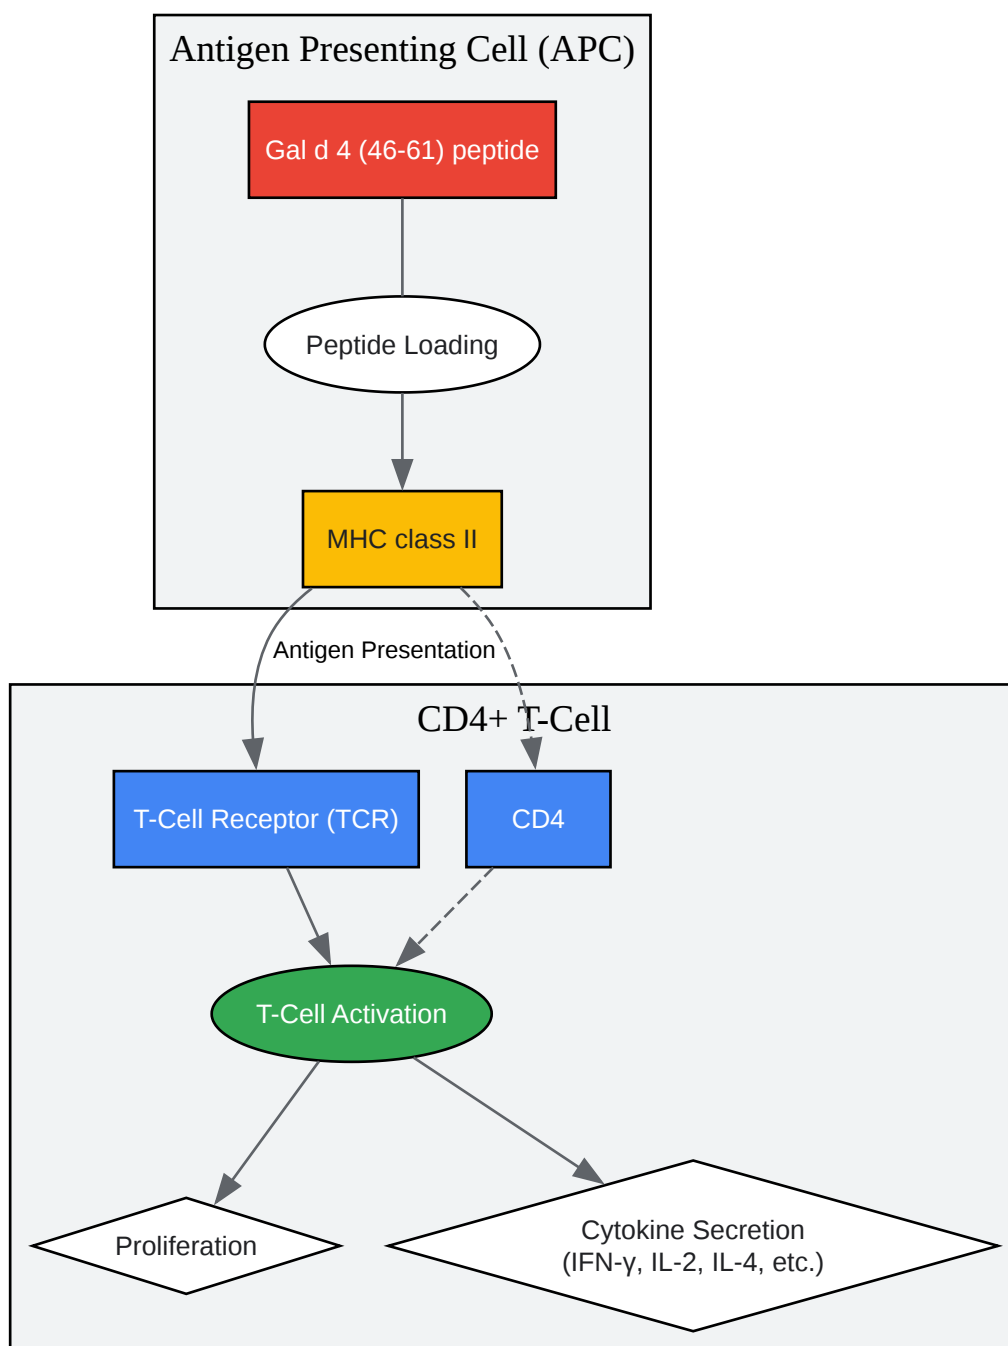 Antigen Presenting Cell (APC)
Gal d 4 (46-61) peptide
Peptide Loading
MHC class II
Antigen Presentation
CD4+ T-Cell
T-Cell Receptor (TCR)
CD4
T-Cell Activation
Proliferation
Cytokine Secretion
(IFN-γ, IL-2, IL-4, etc.)